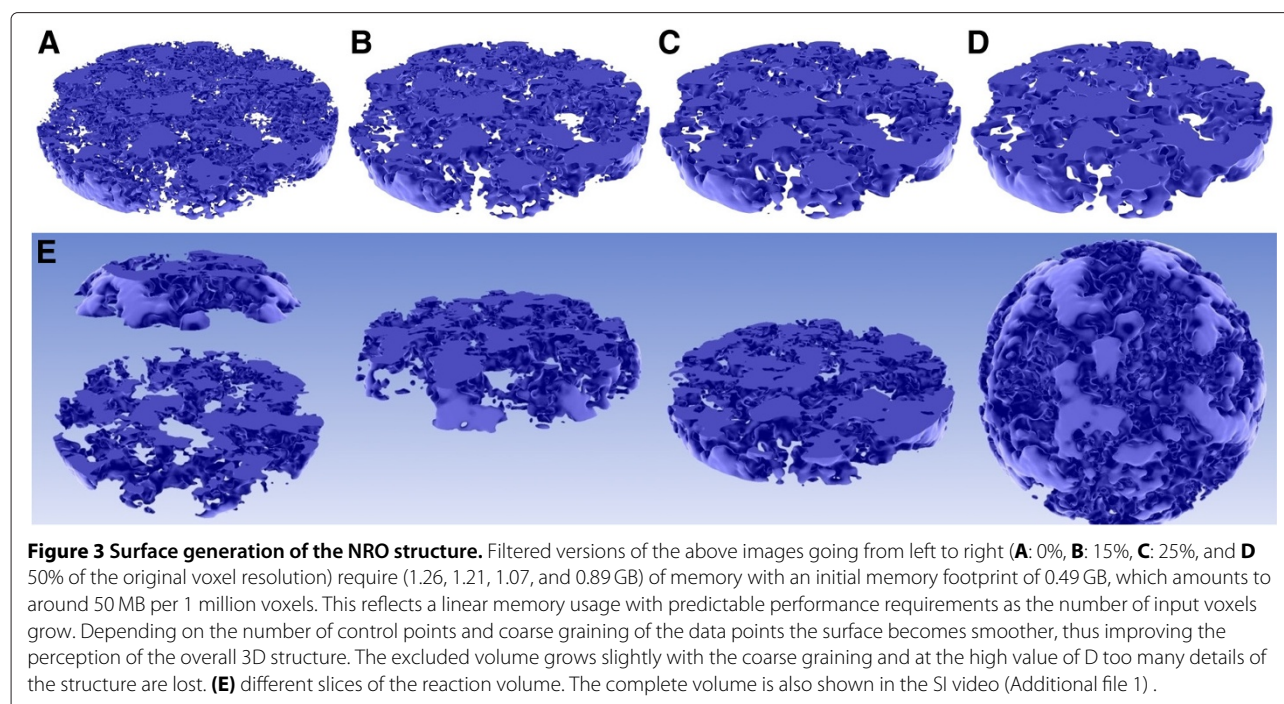 A
B
C
D
E
Figure 3 Surface generation of the NRO structure. Filtered versions of the above images going from left to right (A: 0%, B: 15%, C: 25%, and D
50% of the original voxel resolution) require (1.26, 1.21, 1.07, and 0.89 GB) of memory with an initial memory footprint of 0.49 GB, which amounts to
around 50 MB per 1 million voxels. This reflects a linear memory usage with predictable performance requirements as the number of input voxels
grow. Depending on the number of control points and coarse graining of the data points the surface becomes smoother, thus improving the
perception of the overall 3D structure. The excluded volume grows slightly with the coarse graining and at the high value of D too many details of
the structure are lost. (E) different slices of the reaction volume. The complete volume is also shown in the SI video (Additional file 1) .